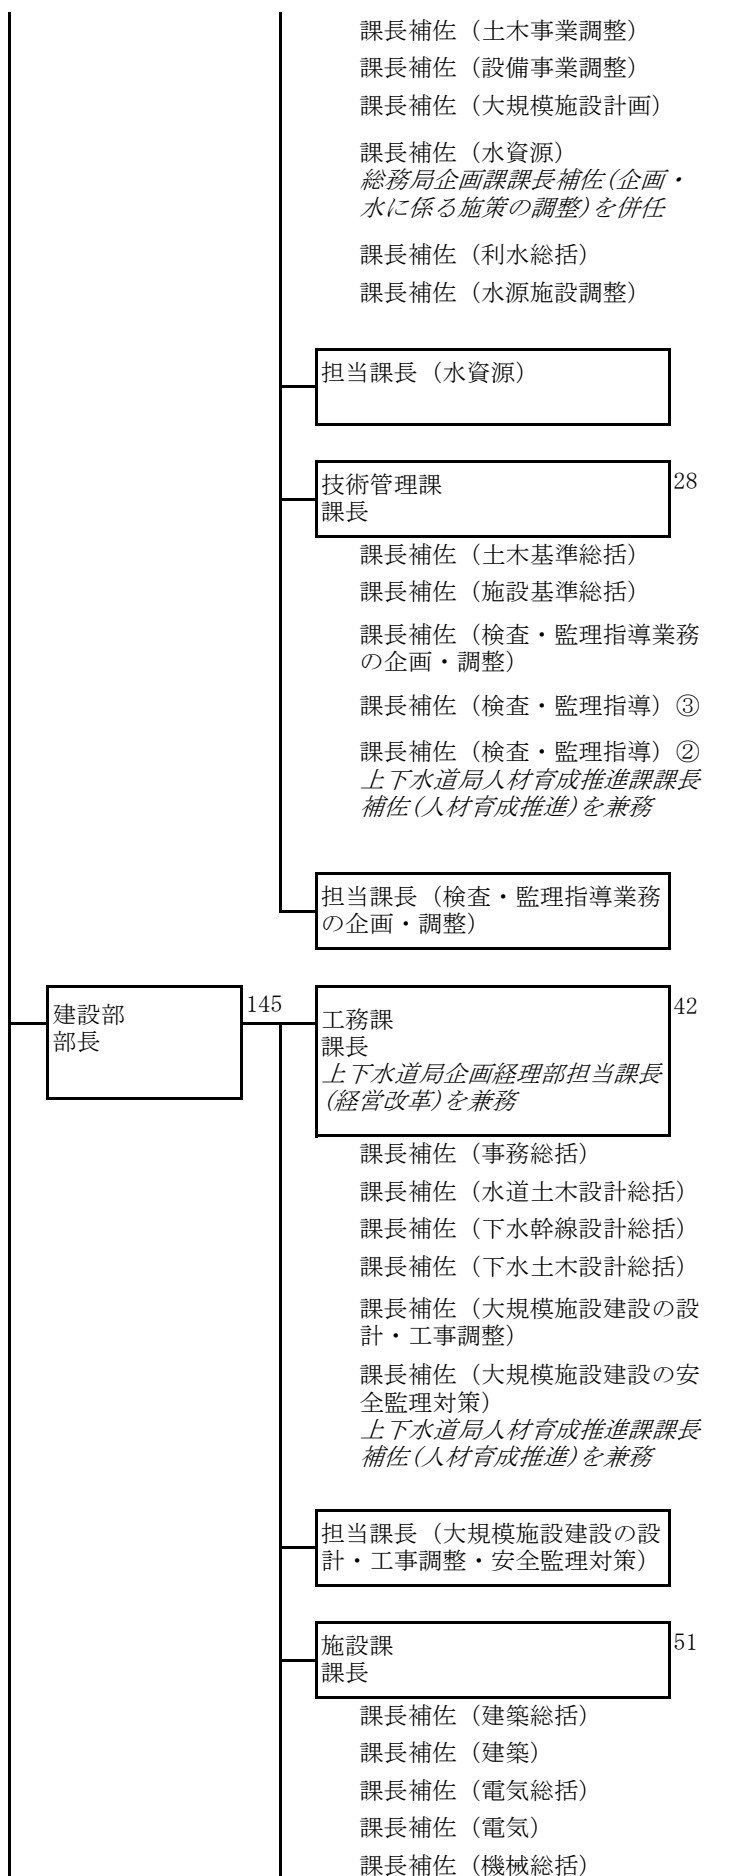 課長補佐（土木事業調整）
課長補佐（設備事業調整）
課長補佐（大規模施設計画）
課長補佐（水資源）
総務局企画課課長補佐(企画・
水に係る施策の調整)を併任
課長補佐（利水総括）
課長補佐（水源施設調整）
担当課長（水資源）
技術管理課
課長
28
課長補佐（土木基準総括）
課長補佐（施設基準総括）
課長補佐（検査・監理指導業務
の企画・調整）
課長補佐（検査・監理指導）③
課長補佐（検査・監理指導）②
上下水道局人材育成推進課課長
補佐(人材育成推進)を兼務
担当課長（検査・監理指導業務
の企画・調整）
建設部
部長
145
工務課
課長
上下水道局企画経理部担当課長
(経営改革)を兼務
42
課長補佐（事務総括）
課長補佐（水道土木設計総括）
課長補佐（下水幹線設計総括）
課長補佐（下水土木設計総括）
課長補佐（大規模施設建設の設
計・工事調整）
課長補佐（大規模施設建設の安
全監理対策）
上下水道局人材育成推進課課長
補佐(人材育成推進)を兼務
担当課長（大規模施設建設の設
計・工事調整・安全監理対策）
施設課
課長
51
課長補佐（建築総括）
課長補佐（建築）
課長補佐（電気総括）
課長補佐（電気）
課長補佐（機械総括）